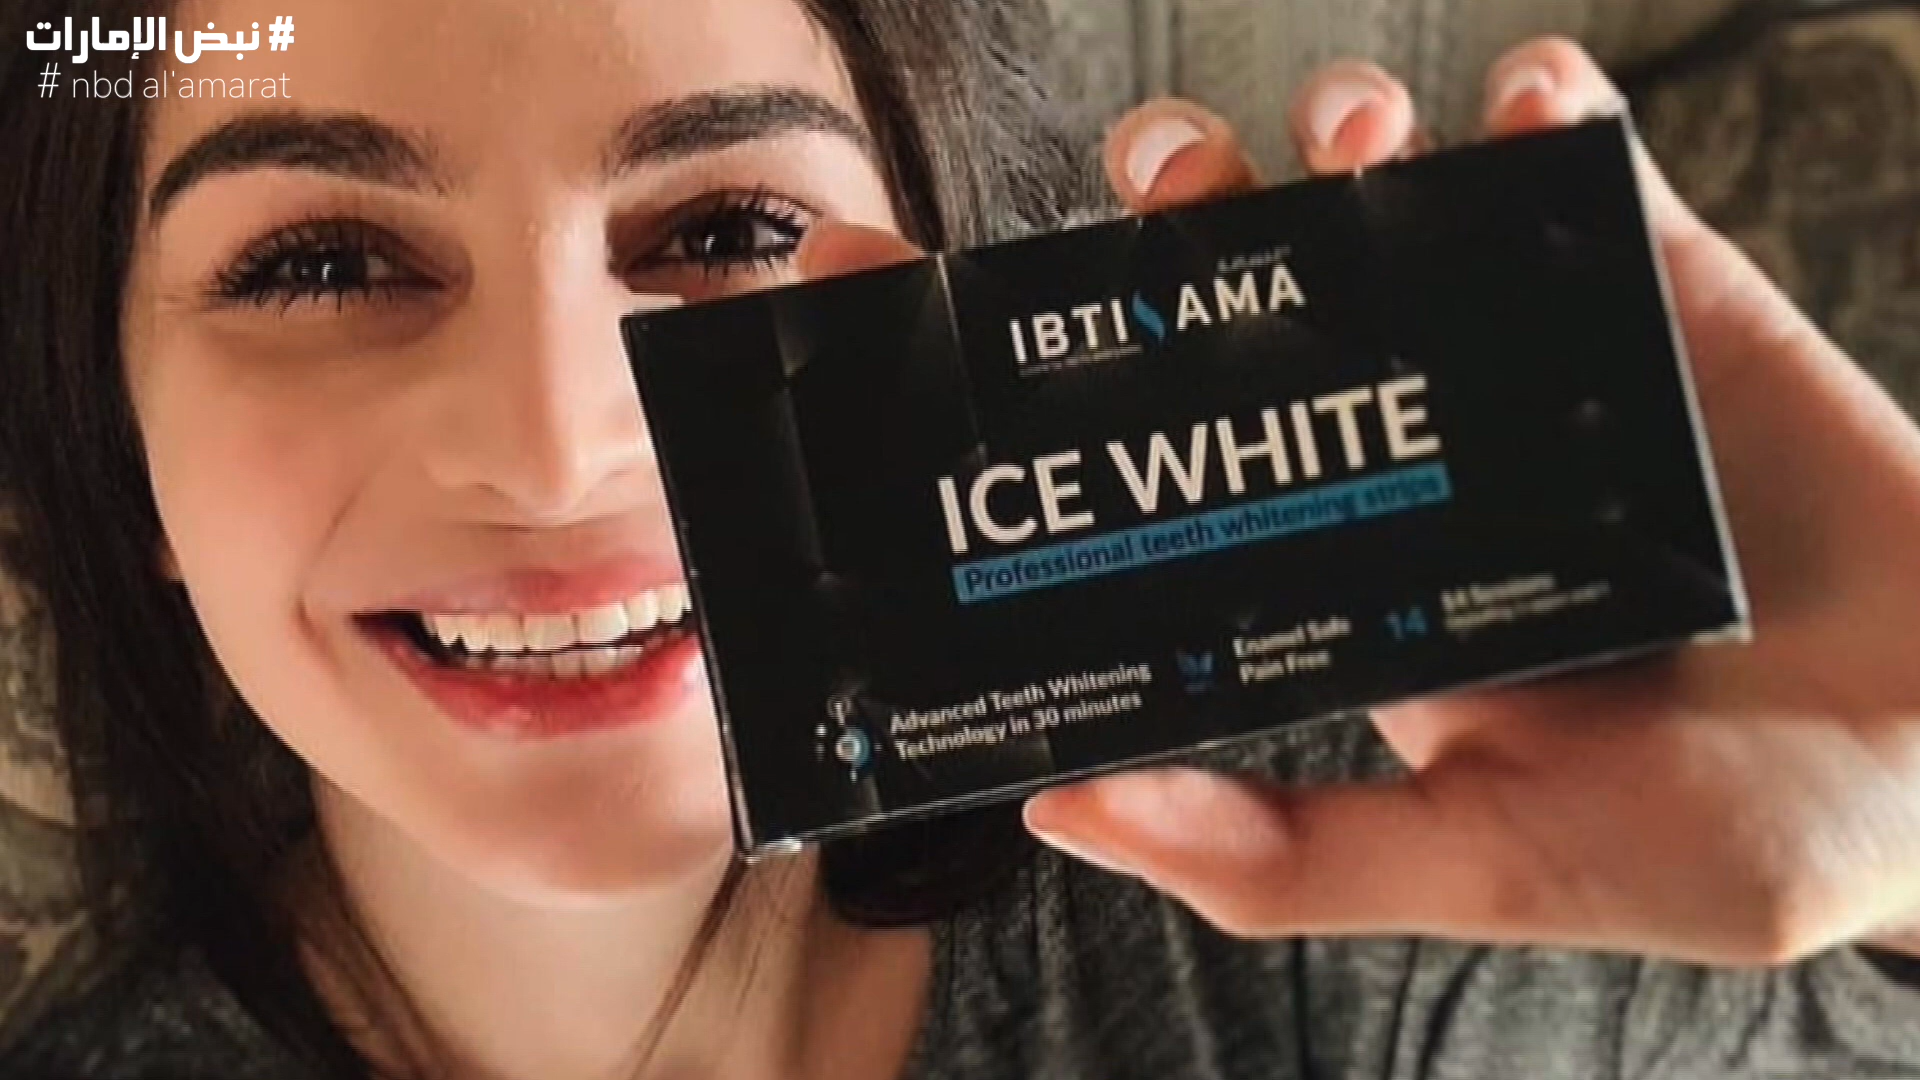 #نبض الإمارات
# nbd al'amarat
IBTISAMA
ICE WHITE
Professional teeth whitening strips
Advanced Teeth Whitening
Technology in 30 minutes
Enamel Safe
Pain Free
14